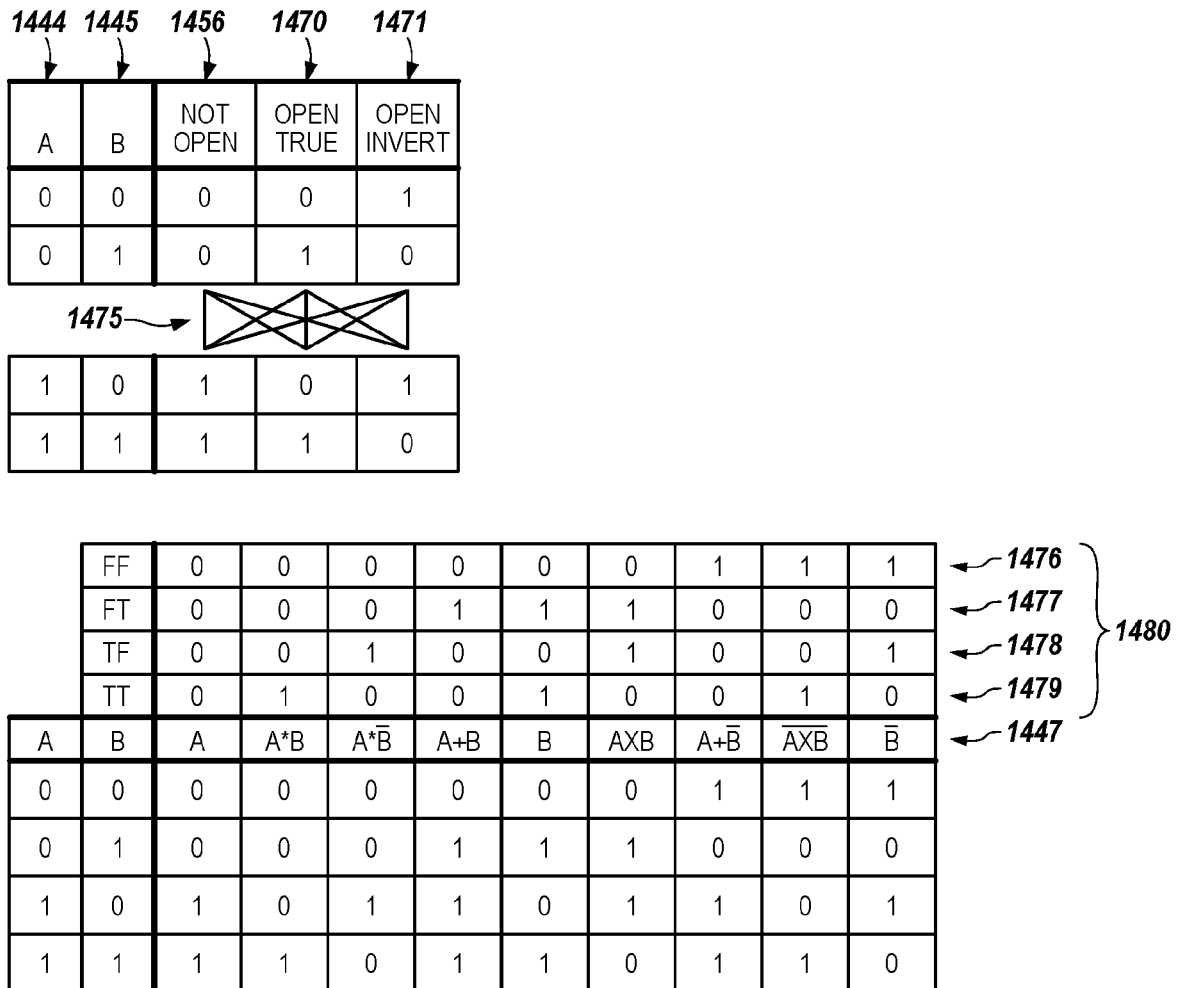 1444 1445 1456 1470 1471
A B NOT OPEN OPEN TRUE OPEN INVERT
0 0 0 0 1
0 1 0 1 0
1475
1 0 1 0 1
1 1 1 1 0
FF 0 0 0 0 0 0 1 1 1 1476
FT 0 0 0 1 1 1 0 0 0 1477
1480
TF 0 0 1 0 0 1 0 0 1 1478
TT 0 1 0 0 1 0 0 1 0 1479
A B A A*B A*B̅ A+B B AXB A+B̅ A̅X̅B̅ B̅ 1447
0 0 0 0 0 0 0 0 1 1 1
0 1 0 0 0 1 1 1 0 0 0
1 0 1 0 1 1 0 1 1 0 1
1 1 1 1 0 1 1 0 1 1 0